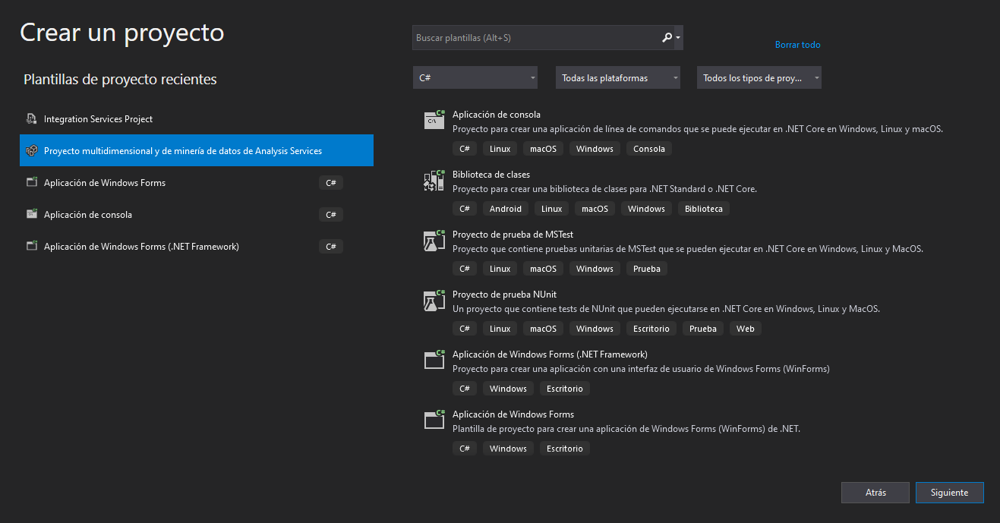 Crear un proyecto
Plantillas de proyecto recientes
Integration Services Project
Proyecto multidimensional y de minería de datos de Analysis Services
Aplicación de Windows Forms C#
Aplicación de consola C#
Aplicación de Windows Forms (.NET Framework) C#
Buscar plantillas (Alt+S)
Borrar todo
C# Todas las plataformas Todos los tipos de proy...
Aplicación de consola
Proyecto para crear una aplicación de línea de comandos que se puede ejecutar en .NET Core en Windows, Linux y macOS.
C# Linux macOS Windows Consola
Biblioteca de clases
Proyecto para crear una biblioteca de clases para .NET Standard o .NET Core.
C# Android Linux macOS Windows Biblioteca
Proyecto de prueba de MSTest
Proyecto que contiene pruebas unitarias de MSTest que se pueden ejecutar en .NET Core en Windows, Linux y MacOS.
C# Linux macOS Windows Prueba
Proyecto de prueba NUnit
Un proyecto que contiene tests de NUnit que pueden ejecutarse en .NET Core en Windows, Linux y MacOS.
C# Linux macOS Windows Escritorio Prueba Web
Aplicación de Windows Forms (.NET Framework)
Proyecto para crear una aplicación con una interfaz de usuario de Windows Forms (WinForms)
C# Windows Escritorio
Aplicación de Windows Forms
Plantilla de proyecto para crear una aplicación de Windows Forms (WinForms) de .NET.
C# Windows Escritorio
Atrás Siguiente